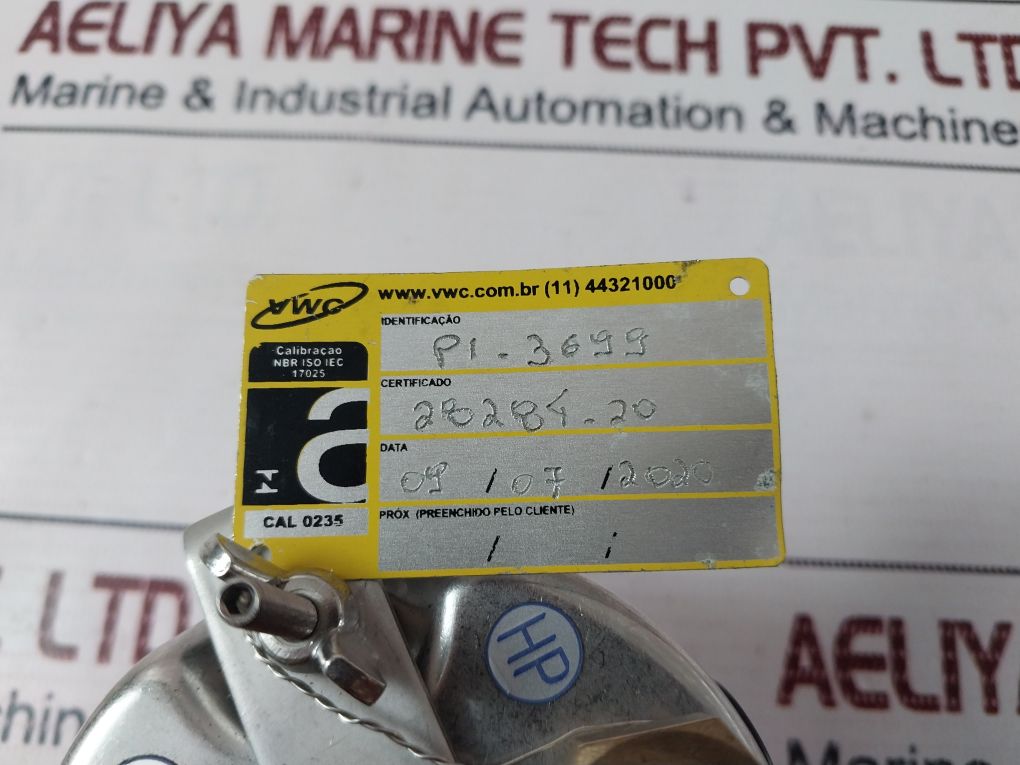 AELIYA MARINE TECH PVT. LTD
Marine & Industrial Automation & Machine
VWC
www.vwc.com.br (11) 44321000
IDENTIFICAÇÃO
PI - 3699
Calibração
NBR ISO IEC
17025
CERTIFICADO
28284-20
DATA
09 / 07 / 2020
CAL 0235
PRÓX (PREENCHIDO PELO CLIENTE)
/ /
HP
LTD
AELIY
Marine